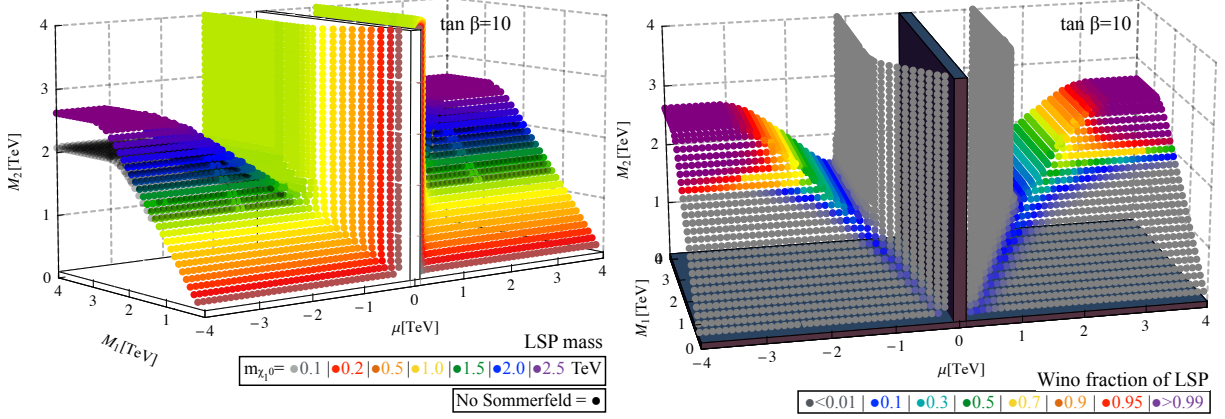 tan β=10
4
3
2
1
0
M₂[TeV]
4
3
2
1
0
M₁[TeV]
−4
−3
−2
−1
0
1
2
3
4
μ[TeV]
LSP mass
mχ₁0= ●0.1 |●0.2 |●0.5 |●1.0 |●1.5 |●2.0 |●2.5 TeV
No Sommerfeld = ●
tan β=10
4
3
2
1
0
M₂[TeV]
4
3
2
1
0
M₁[TeV]
−4
−3
−2
−1
0
1
2
3
4
μ[TeV]
Wino fraction of LSP
●<0.01 |●0.1 |●0.3 |●0.5 |●0.7 |●0.9 |●0.95 |●>0.99